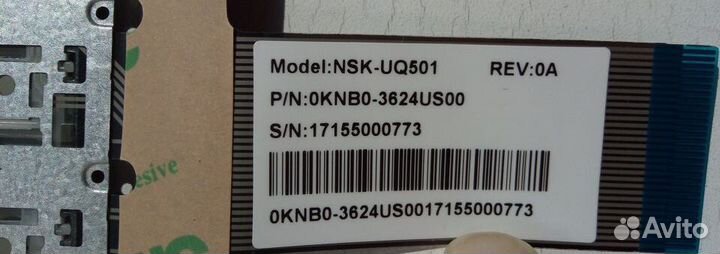 Model:NSK-UQ501 REV:0A
P/N:0KNB0-3624US00
S/N:17155000773
esive
0KNB0-3624US0017155000773
Avito